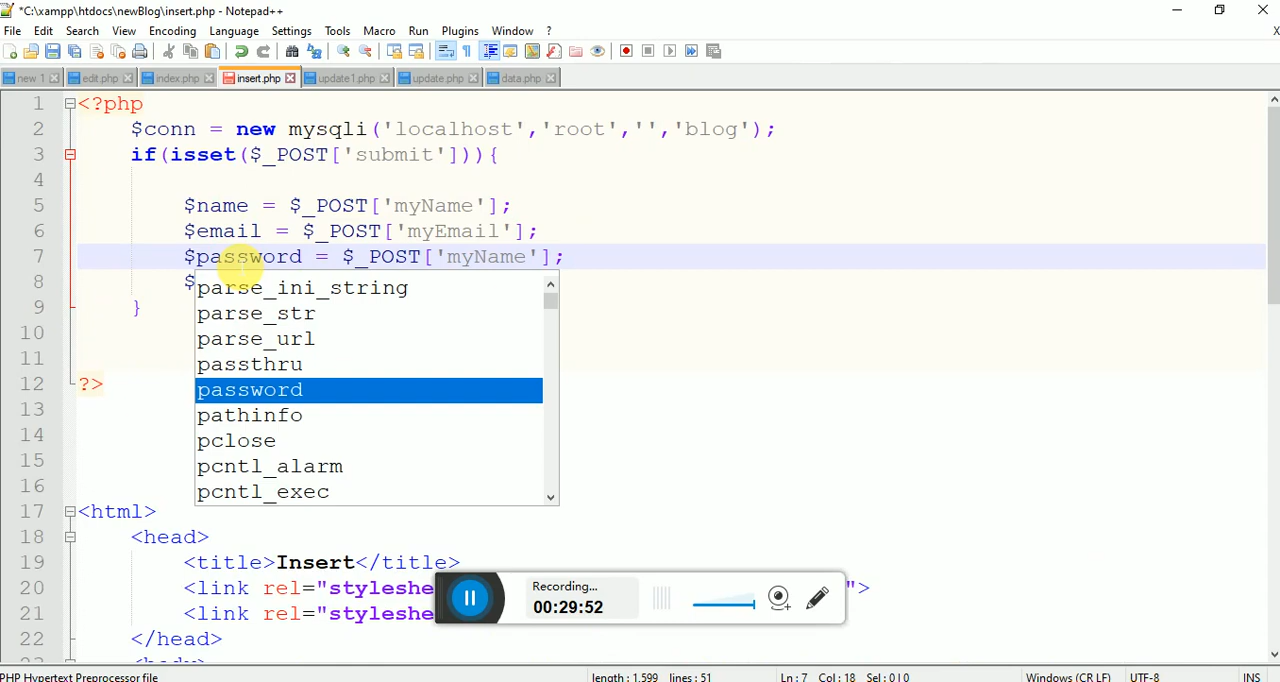 *C:\xampp\htdocs\newBlog\insert.php - Notepad++
File Edit Search View Encoding Language Settings Tools Macro Run Plugins Window ? X
new 1 edit.php index.php insert.php update1.php update.php data.php
1 <?php
2 $conn = new mysqli('localhost','root','','blog');
3 if(isset($_POST['submit'])){
4
5 $name = $_POST['myName'];
6 $email = $_POST['myEmail'];
7 $password = $_POST['myName'];
8 $
parse_ini_string
9 }
parse_str
10
parse_url
11
passthru
12 ?>
password
13
pathinfo
14
pclose
15
pcntl_alarm
16
pcntl_exec
17 <html>
18 <head>
19 <title>Insert</title>
20 <link rel="styleshe ">
21 <link rel="styleshe
22 </head>
Recording...
00:29:52
PHP Hypertext Preprocessor file length : 1,599 lines : 51 Ln : 7 Col : 18 Sel : 0 | 0 Windows (CR LF) UTF-8 INS